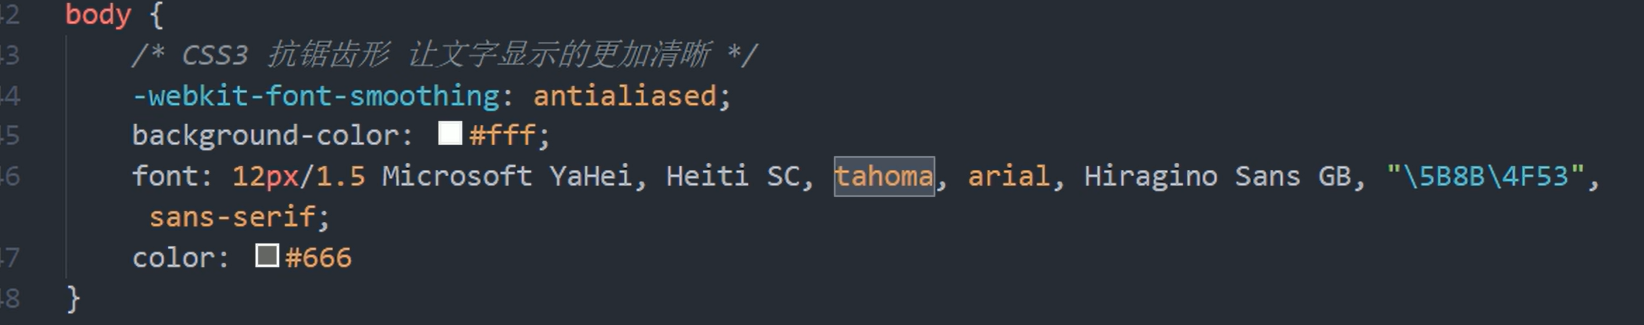 42 body {
43 /* CSS3 抗锯齿形 让文字显示的更加清晰 */
44 -webkit-font-smoothing: antialiased;
45 background-color: #fff;
46 font: 12px/1.5 Microsoft YaHei, Heiti SC, tahoma, arial, Hiragino Sans GB, "\5B8B\4F53",
sans-serif;
47 color: #666
48 }